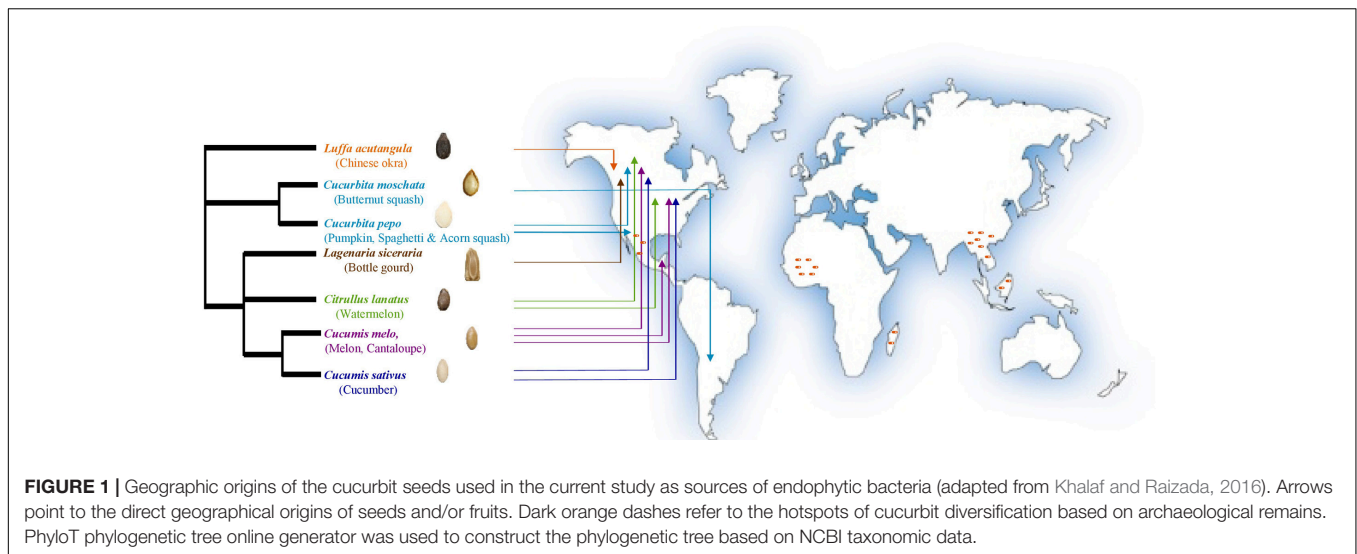 Luffa acutangula
(Chinese okra)
Cucurbita moschata
(Butternut squash)
Cucurbita pepo
(Pumpkin, Spaghetti & Acorn squash)
Lagenaria siceraria
(Bottle gourd)
Citrullus lanatus
(Watermelon)
Cucumis melo,
(Melon, Cantaloupe)
Cucumis sativus
(Cucumber)
FIGURE 1 | Geographic origins of the cucurbit seeds used in the current study as sources of endophytic bacteria (adapted from Khalaf and Raizada, 2016). Arrows
point to the direct geographical origins of seeds and/or fruits. Dark orange dashes refer to the hotspots of cucurbit diversification based on archaeological remains.
PhyloT phylogenetic tree online generator was used to construct the phylogenetic tree based on NCBI taxonomic data.